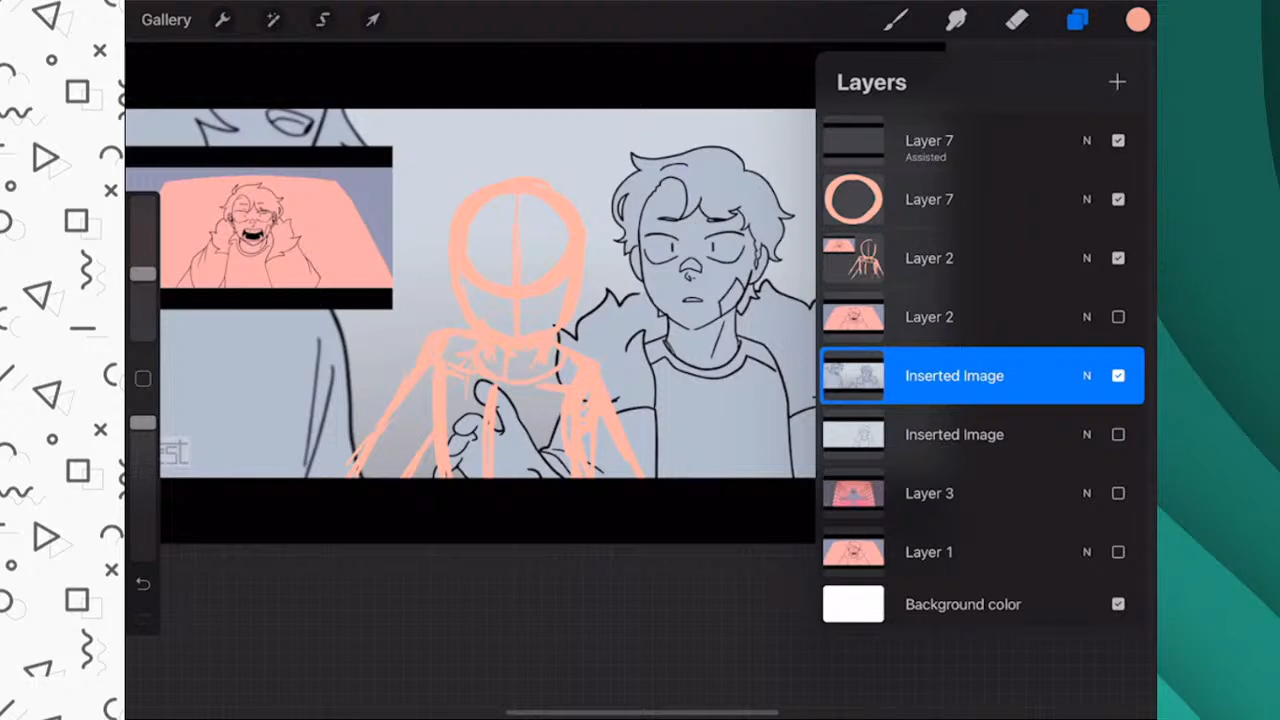 Gallery
Layers
Layer 7 N
Assisted
Layer 7 N
Layer 2 N
Layer 2 N
Inserted Image N
Inserted Image N
Layer 3 N
Layer 1 N
Background color
st